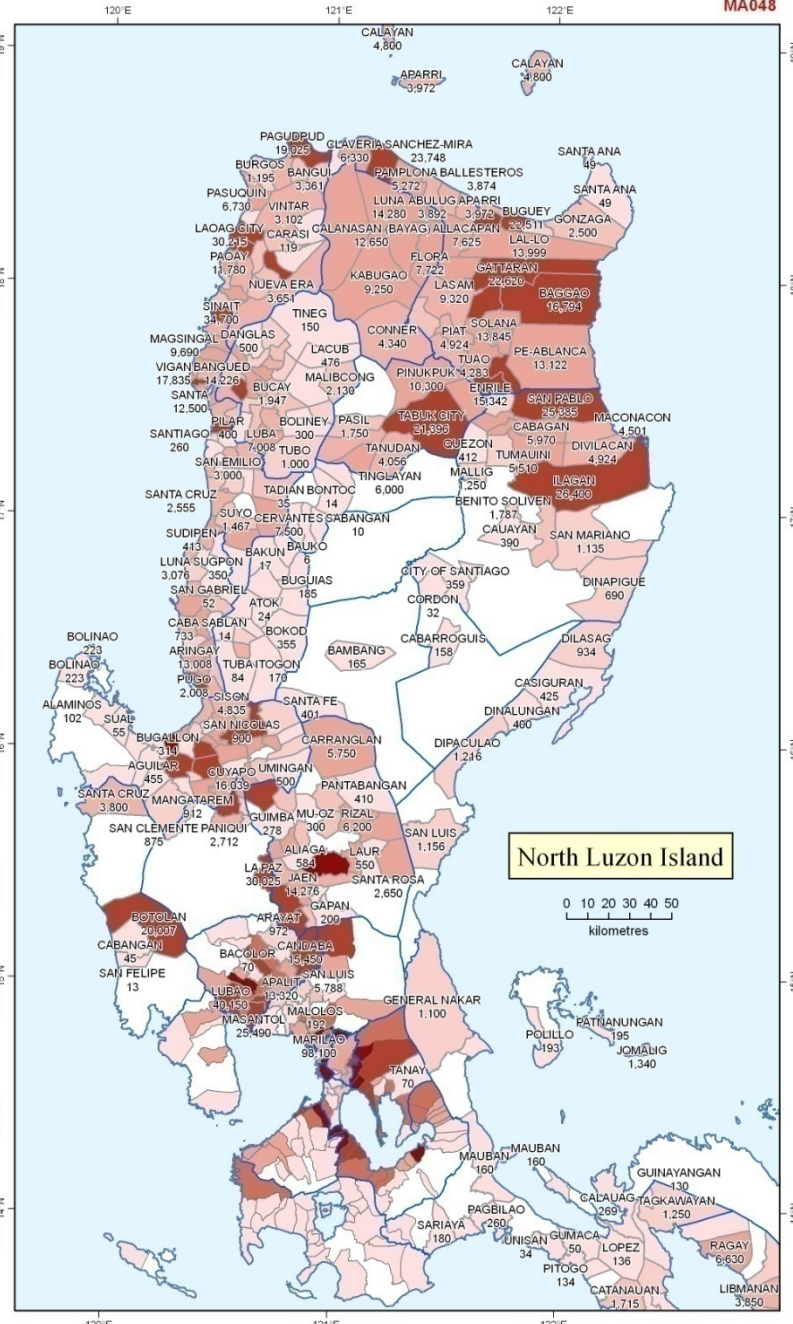 MA048
120°E
121°E
122°E
CALAYAN
4,800
APARRI
3,972
CALAYAN
4,800
PAGUDPUD
19,025
CLAVERIA
6,330
SANCHEZ-MIRA
23,748
SANTA ANA
49
BURGOS
1,195
BANGUI
3,361
PAMPLONA
5,272
BALLESTEROS
3,874
SANTA ANA
49
PASUQUIN
6,730
VINTAR
3,102
LUNA
14,280
ABULUG
3,892
APARRI
3,972
BUGUEY
22,511
GONZAGA
2,500
LAOAG CITY
30,215
CARASI
119
CALANASAN (BAYAG)
12,650
ALLACAPAN
7,625
LAL-LO
13,999
PAOAY
11,780
FLORA
7,722
GATTARAN
22,620
NUEVA ERA
3,651
KABUGAO
9,250
LASAM
9,320
BAGGAO
16,794
SINAIT
34,700
TINEG
150
CONNER
4,340
PIAT
4,924
SOLANA
13,845
DANGLAS
500
MAGSINGAL
9,690
LACUB
476
TUAO
4,283
PE-ABLANCA
13,122
VIGAN
17,835
BANGUED
14,226
MALIBCONG
2,130
PINUKPUK
10,300
ENRILE
15,342
BUCAY
1,947
SANTA
12,500
SAN PABLO
25,385
PILAR
400
BOLINEY
300
PASIL
1,750
TABUK CITY
21,396
CABAGAN
5,970
MACONACON
4,501
SANTIAGO
260
LUBA
7,008
TUBO
1,000
TANUDAN
4,056
QUEZON
412
TUMAUINI
5,510
DIVILACAN
4,924
SAN EMILIO
3,000
TINGLAYAN
6,000
MALLIG
1,250
ILAGAN
26,400
SANTA CRUZ
2,555
TADIAN
35
BONTOC
14
BENITO SOLIVEN
1,787
SUYO
1,467
CERVANTES
7,500
SABANGAN
10
CAUAYAN
390
SAN MARIANO
1,135
SUDIPEN
413
BAUKO
6
BAKUN
17
LUNA
3,076
SUGPON
350
BUGUIAS
185
CITY OF SANTIAGO
359
DINAPIGUE
690
SAN GABRIEL
52
ATOK
24
CORDON
32
CABA
733
SABLAN
14
BOKOD
355
BOLINAO
223
BAMBANG
165
CABARROGUIS
158
DILASAG
934
BOLINAO
223
ARINGAY
13,008
TUBA
84
ITOGON
170
PUGO
2,008
CASIGURAN
425
ALAMINOS
102
SISON
4,835
SANTA FE
401
DINALUNGAN
400
SUAL
55
SAN NICOLAS
900
BUGALLON
314
CARRANGLAN
5,750
DIPACULAO
1,216
AGUILAR
455
CUYAPO
16,039
UMINGAN
500
SANTA CRUZ
3,800
MANGATAREM
912
PANTABANGAN
410
SAN CLEMENTE
875
PANIQUI
2,712
GUIMBA
278
MU-OZ
300
RIZAL
6,200
SAN LUIS
1,156
North Luzon Island
ALIAGA
584
LAUR
550
LA PAZ
30,025
JAEN
14,276
SANTA ROSA
2,650
0 10 20 30 40 50
kilometres
GAPAN
200
BOTOLAN
20,007
ARAYAT
972
CABANGAN
45
CANDABA
15,450
BACOLOR
70
SAN FELIPE
13
SAN LUIS
5,788
LUBAO
40,150
APALIT
13,320
GENERAL NAKAR
1,100
MASANTOL
25,490
MALOLOS
192
PATNANUNGAN
195
MARILAO
98,100
POLILLO
193
JOMALIG
1,340
TANAY
70
MAUBAN
160
MAUBAN
160
GUINAYANGAN
130
CALAUAG
269
TAGKAWAYAN
1,250
PAGBILAO
260
SARIAYA
180
UNISAN
34
GUMACA
50
LOPEZ
136
RAGAY
6,630
PITOGO
134
CATANAUAN
1,715
LIBMANAN
3,850